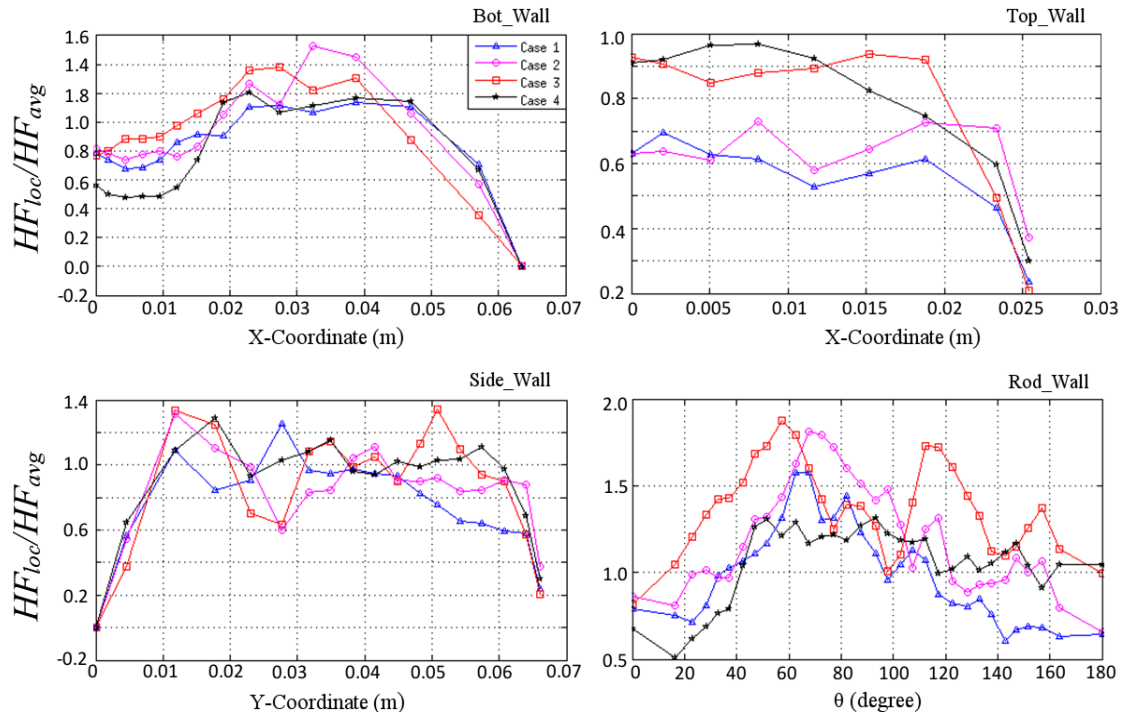 Bot_Wall
1.6
1.4
1.8
1.0
0.8
0.6
0.4
0.2
0.0
-0.2
HF_loc/HF_avg
Case 1
Case 2
Case 3
Case 4
0 0.01 0.02 0.03 0.04 0.05 0.06 0.07
X-Coordinate (m)
Top_Wall
1.0
0.8
0.6
0.4
0.2
0 0.005 0.01 0.015 0.02 0.025 0.03
X-Coordinate (m)
Side_Wall
1.4
1.0
0.6
0.2
-0.2
HF_loc/HF_avg
0 0.01 0.02 0.03 0.04 0.05 0.06 0.07
Y-Coordinate (m)
Rod_Wall
2.0
1.5
1.0
0.5
0 20 40 60 80 100 120 140 160 180
θ (degree)